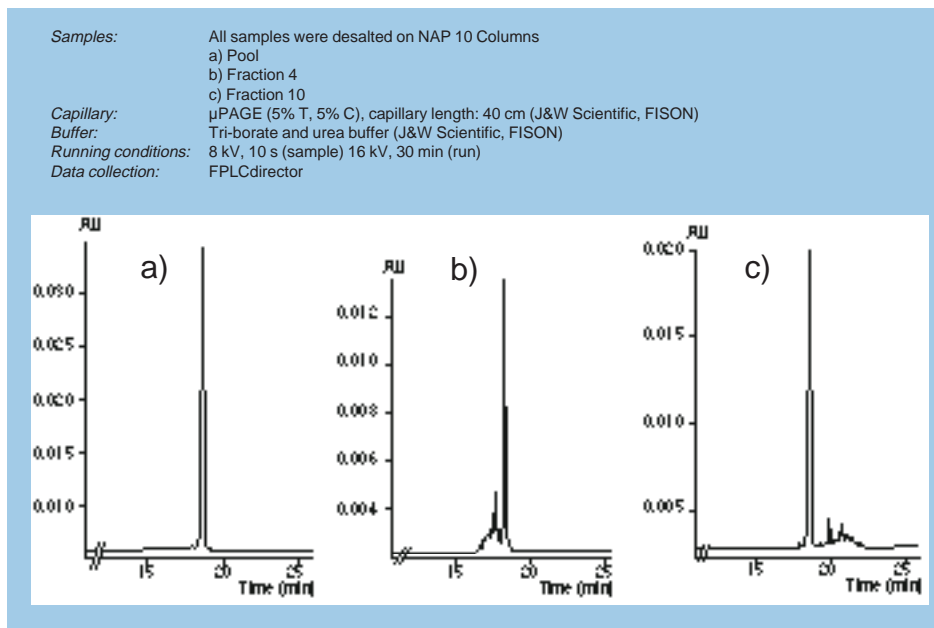 Samples: All samples were desalted on NAP 10 Columns
a) Pool
b) Fraction 4
c) Fraction 10
Capillary: µPAGE (5% T, 5% C), capillary length: 40 cm (J&W Scientific, FISON)
Buffer: Tri-borate and urea buffer (J&W Scientific, FISON)
Running conditions: 8 kV, 10 s (sample) 16 kV, 30 min (run)
Data collection: FPLCdirector
AU
a)
0.030
0.025
0.020
0.015
0.010
15 20 25
Time (min)
AU
b)
0.012
0.010
0.008
0.006
0.004
15 20 25
Time (min)
AU
c)
0.020
0.015
0.010
0.005
15 20 25
Time (min)